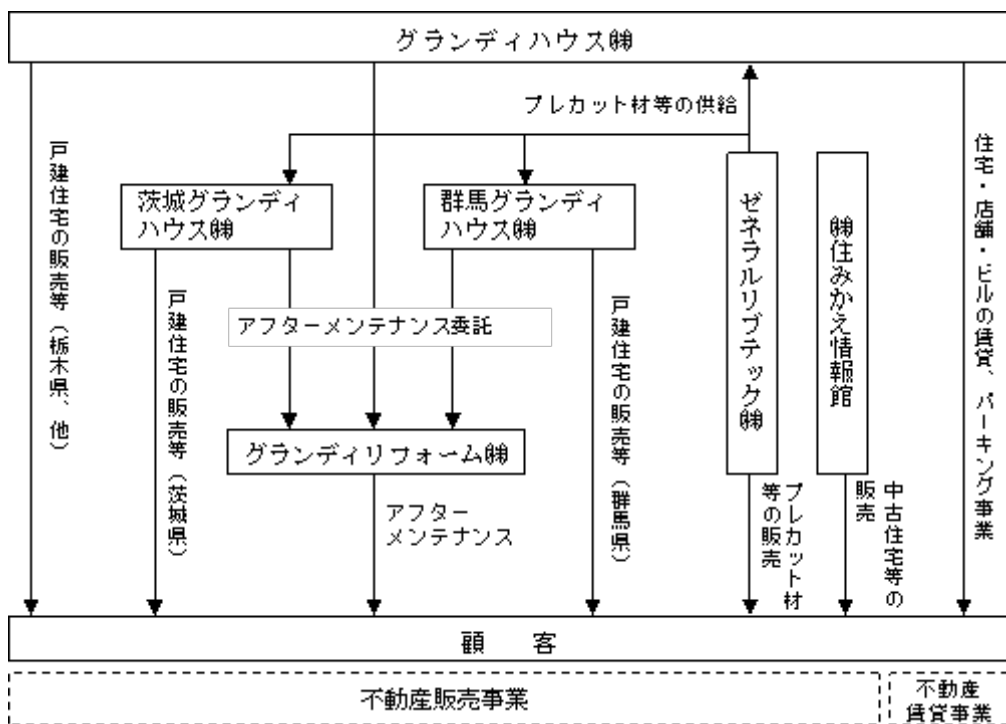 グランディハウス㈱
プレカット材等の供給
戸建住宅の販売等（栃木県、他）
茨城グランディ
ハウス㈱
群馬グランディ
ハウス㈱
ゼネラルリブテック㈱
㈱住みかえ情報館
住宅・店舗・ビルの賃貸、パーキング事業
アフターメンテナンス委託
戸建住宅の販売等（茨城県）
戸建住宅の販売等（群馬県）
グランディリフォーム㈱
アフター
メンテナンス
プレカット材
等の販売
中古住宅等の
販売
顧　客
不動産販売事業
不動産
賃貸事業